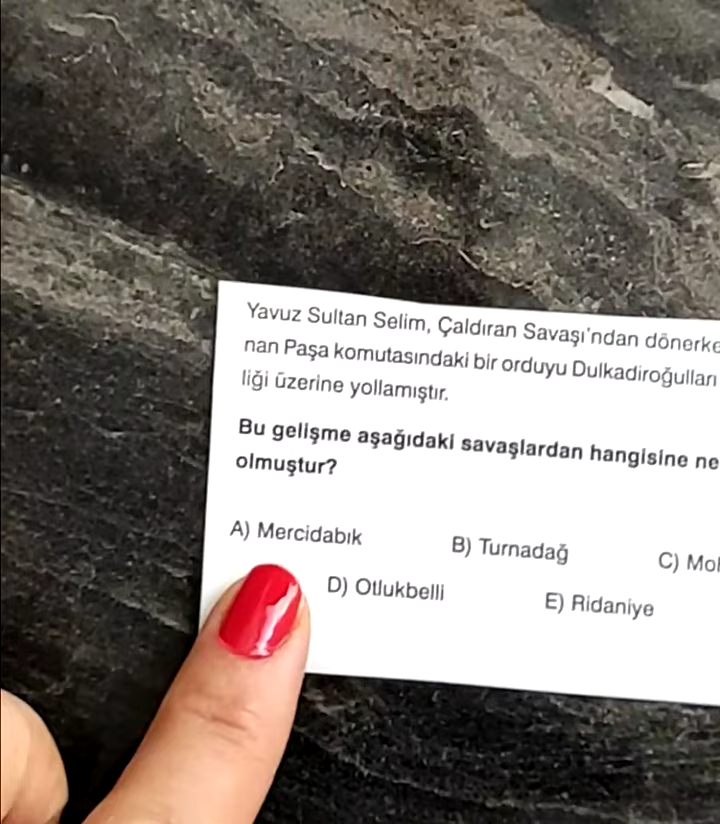 Yavuz Sultan Selim, Çaldıran Savaşı'ndan dönerke
nan Paşa komutasındaki bir orduyu Dulkadiroğulları
liği üzerine yollamıştır.
Bu gelişme aşağıdaki savaşlardan hangisine ne
olmuştur?
A) Mercidabık B) Turnadağ C) Moh
D) Otlukbelli E) Ridaniye